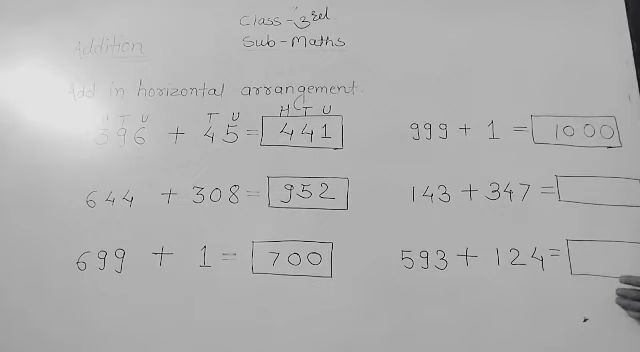 Class - 3rd
Addition
Sub - Maths
Add in horizontal arrangement.
H T U T U H T U
396 + 45 = 441 999 + 1 = 1000
644 + 308 = 952 143 + 347 =
699 + 1 = 700 593 + 124 =